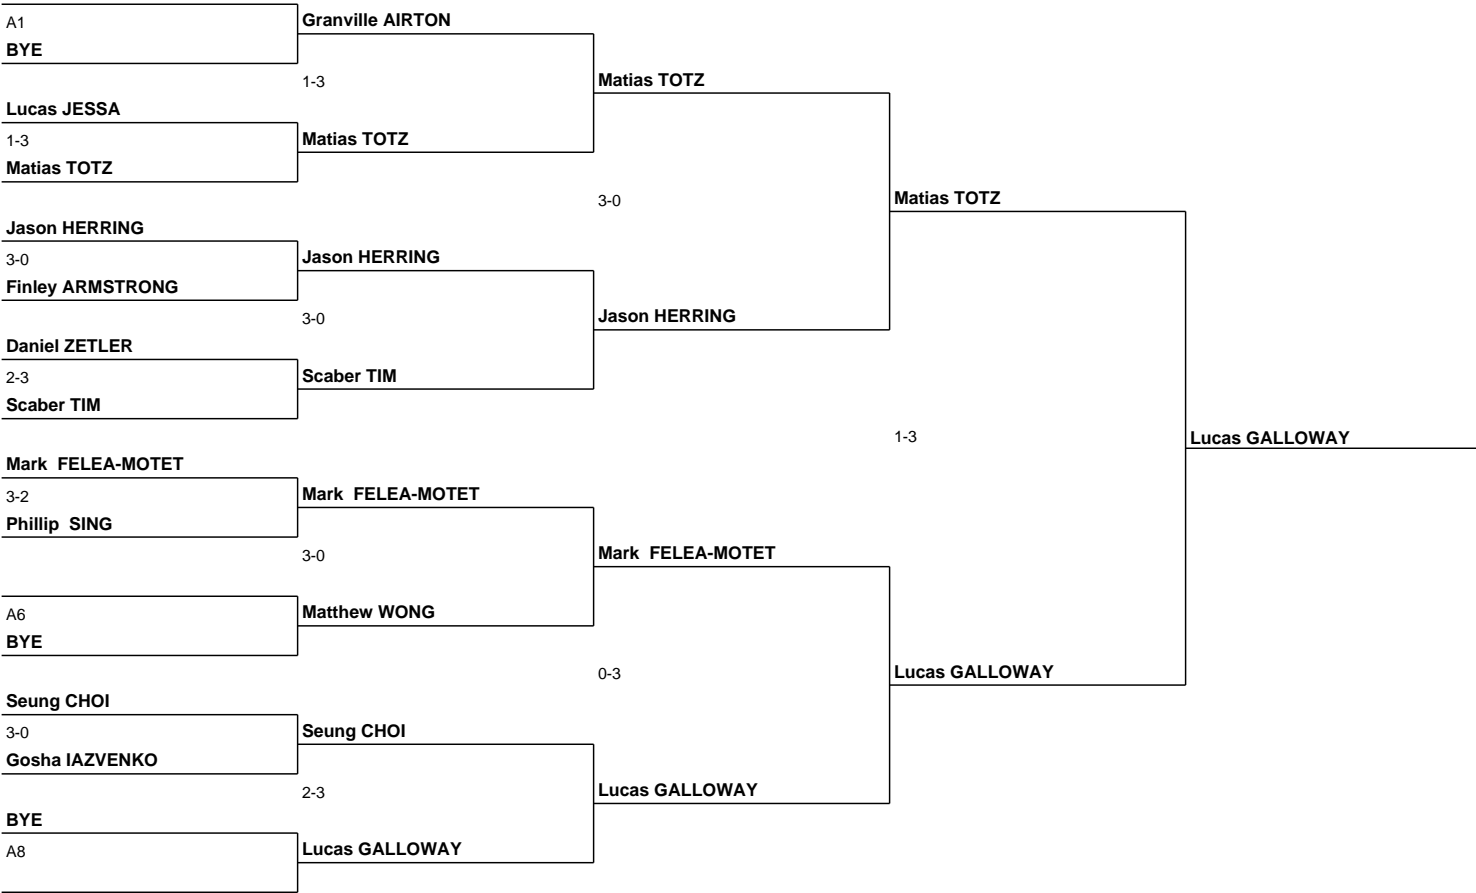 A1
BYE
Granville AIRTON
1-3
Lucas JESSA
1-3
Matias TOTZ
Matias TOTZ
Matias TOTZ
3-0
Jason HERRING
3-0
Finley ARMSTRONG
Jason HERRING
3-0
Daniel ZETLER
2-3
Scaber TIM
Scaber TIM
Jason HERRING
Matias TOTZ
1-3
Mark  FELEA-MOTET
3-2
Phillip  SING
Mark  FELEA-MOTET
3-0
A6
BYE
Matthew WONG
Mark  FELEA-MOTET
0-3
Seung CHOI
3-0
Gosha IAZVENKO
Seung CHOI
2-3
BYE
A8
Lucas GALLOWAY
Lucas GALLOWAY
Lucas GALLOWAY
Lucas GALLOWAY